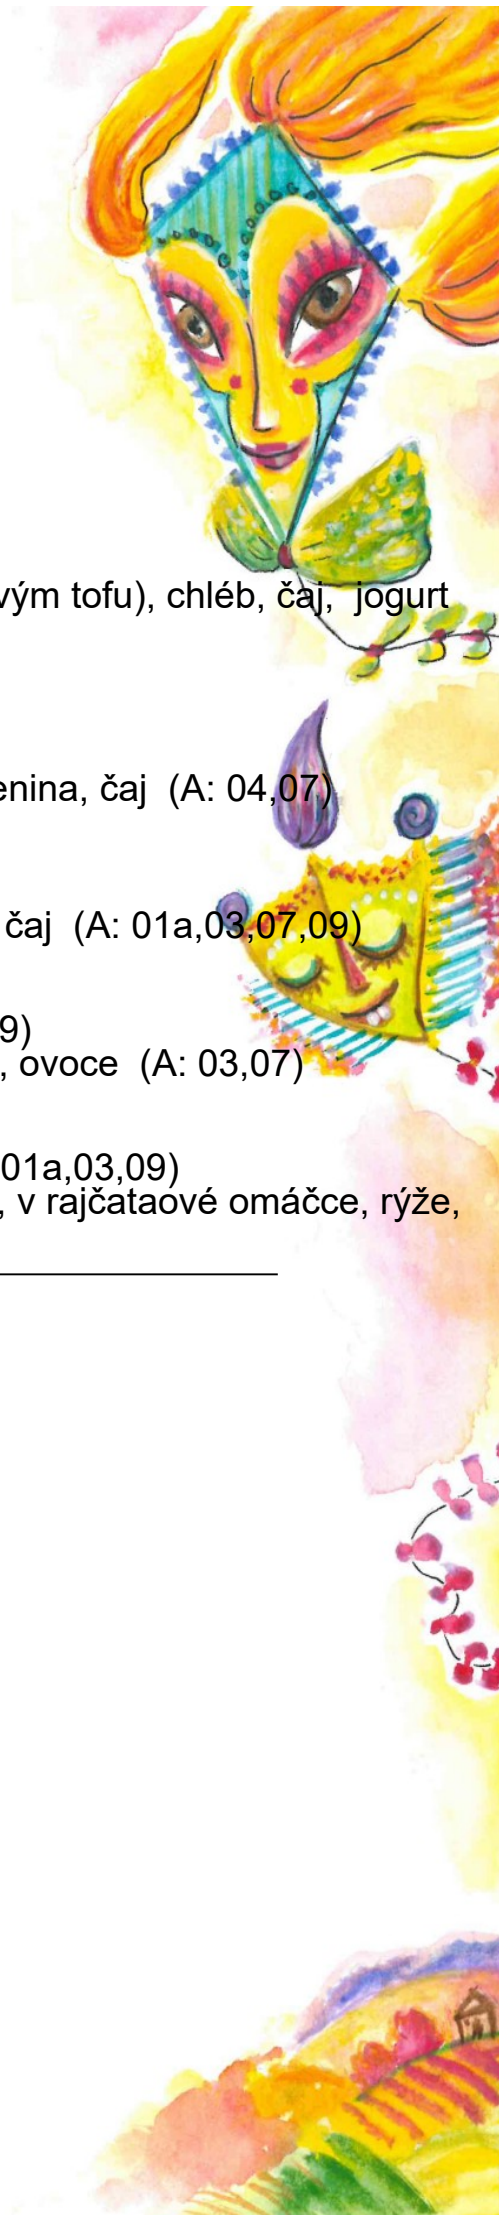 vým tofu), chléb, čaj, jogurt
enina, čaj (A: 04,07)
čaj (A: 01a,03,07,09)
9)
, ovoce (A: 03,07)
01a,03,09)
, v rajčataové omáčce, rýže,